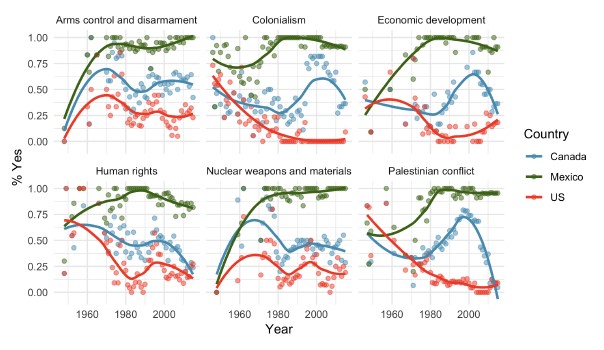 Arms control and disarmament Colonialism Economic development
1.00
0.75
0.50
0.25
0.00
% Yes
Human rights Nuclear weapons and materials Palestinian conflict
1.00
0.75
0.50
0.25
0.00
1960 1980 2000 1960 1980 2000 1960 1980 2000
Year
Country
Canada
Mexico
US